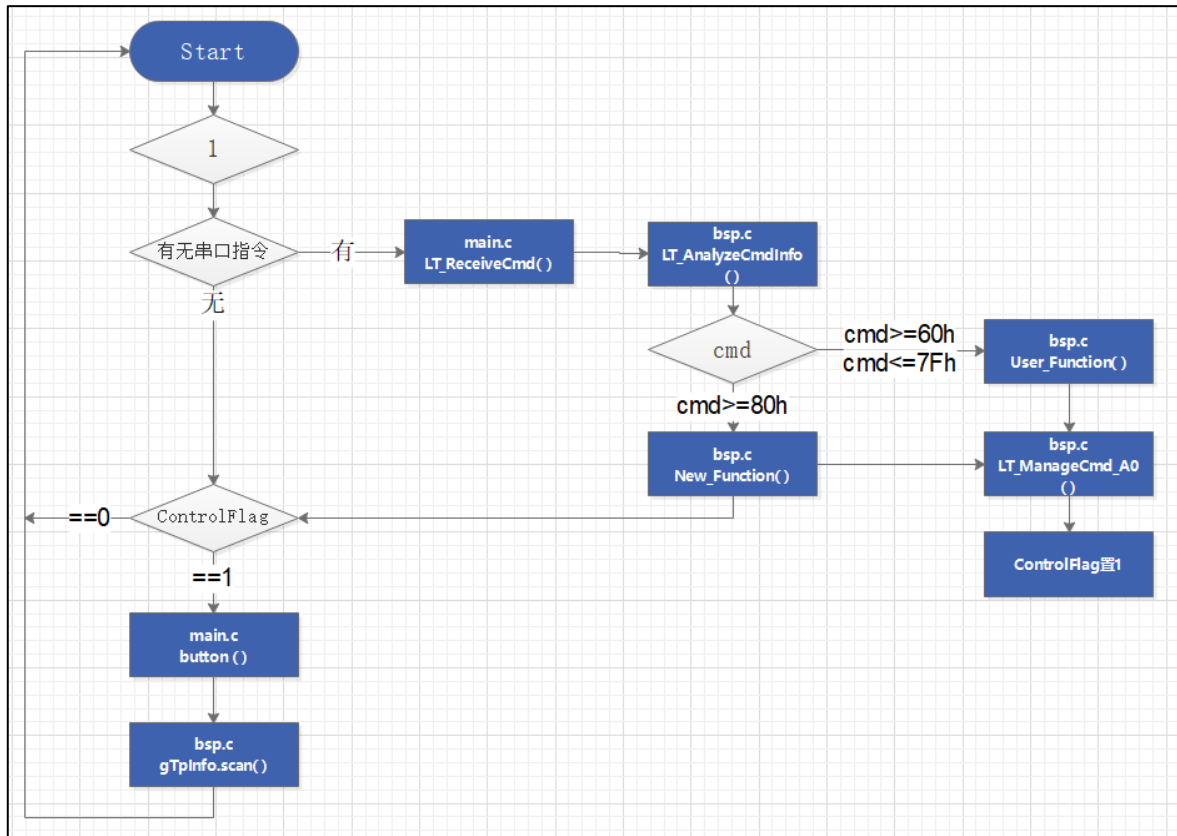 Start
1
有无串口指令
有
main.c
LT_ReceiveCmd()
bsp.c
LT_AnalyzeCmdInfo
()
无
cmd
cmd>=60h
cmd<=7Fh
bsp.c
User_Function()
cmd>=80h
bsp.c
New_Function()
bsp.c
LT_ManageCmd_A0
()
ControlFlag
==0
ControlFlag置1
==1
main.c
button()
bsp.c
gTpInfo.scan()